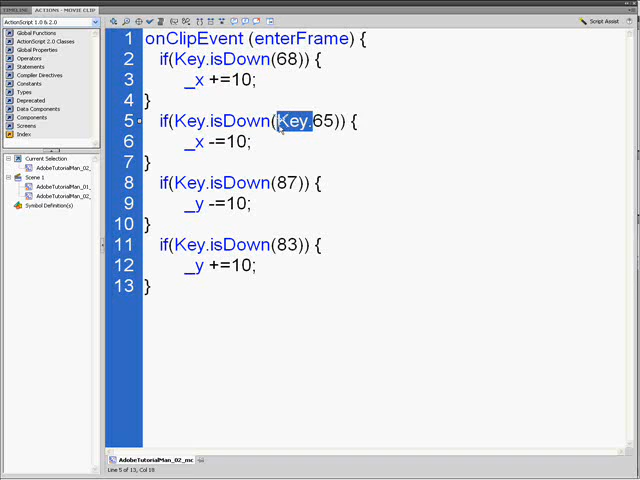 TIMELINE ACTIONS - MOVIE CLIP
ActionScript 1.0 & 2.0
Script Assist
Global Functions
ActionScript 2.0 Classes
Global Properties
Operators
Statements
Compiler Directives
Constants
Types
Deprecated
Data Components
Components
Screens
Index
Current Selection
AdobeTutorialMan_02_
Scene 1
AdobeTutorialMan_01_
AdobeTutorialMan_02_
Symbol Definition(s)
1 onClipEvent (enterFrame) {
2 if(Key.isDown(68)) {
3 _x +=10;
4 }
5 if(Key.isDown(Key.65)) {
6 _x -=10;
7 }
8 if(Key.isDown(87)) {
9 _y -=10;
10 }
11 if(Key.isDown(83)) {
12 _y +=10;
13 }
AdobeTutorialMan_02_mc
Line 5 of 13, Col 18